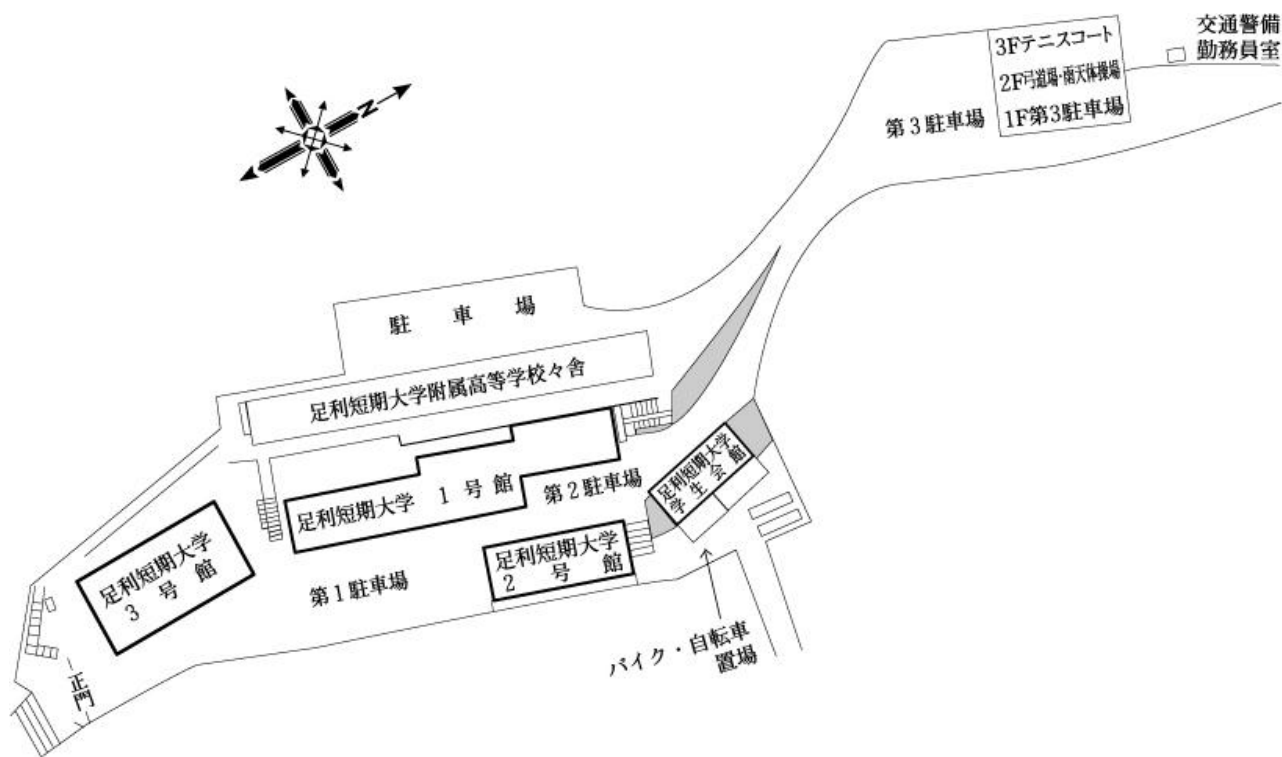 交通警備
勤務員室
3Fテニスコート
2F弓道場・雨天体操場
1F第3駐車場
第3駐車場
N
駐車場
足利短期大学附属高等学校々舎
足利短期大学 1号館
第2駐車場
足利短期大学
学生会館
足利短期大学
2号館
足利短期大学
3号館
第1駐車場
バイク・自転車
置場
正門